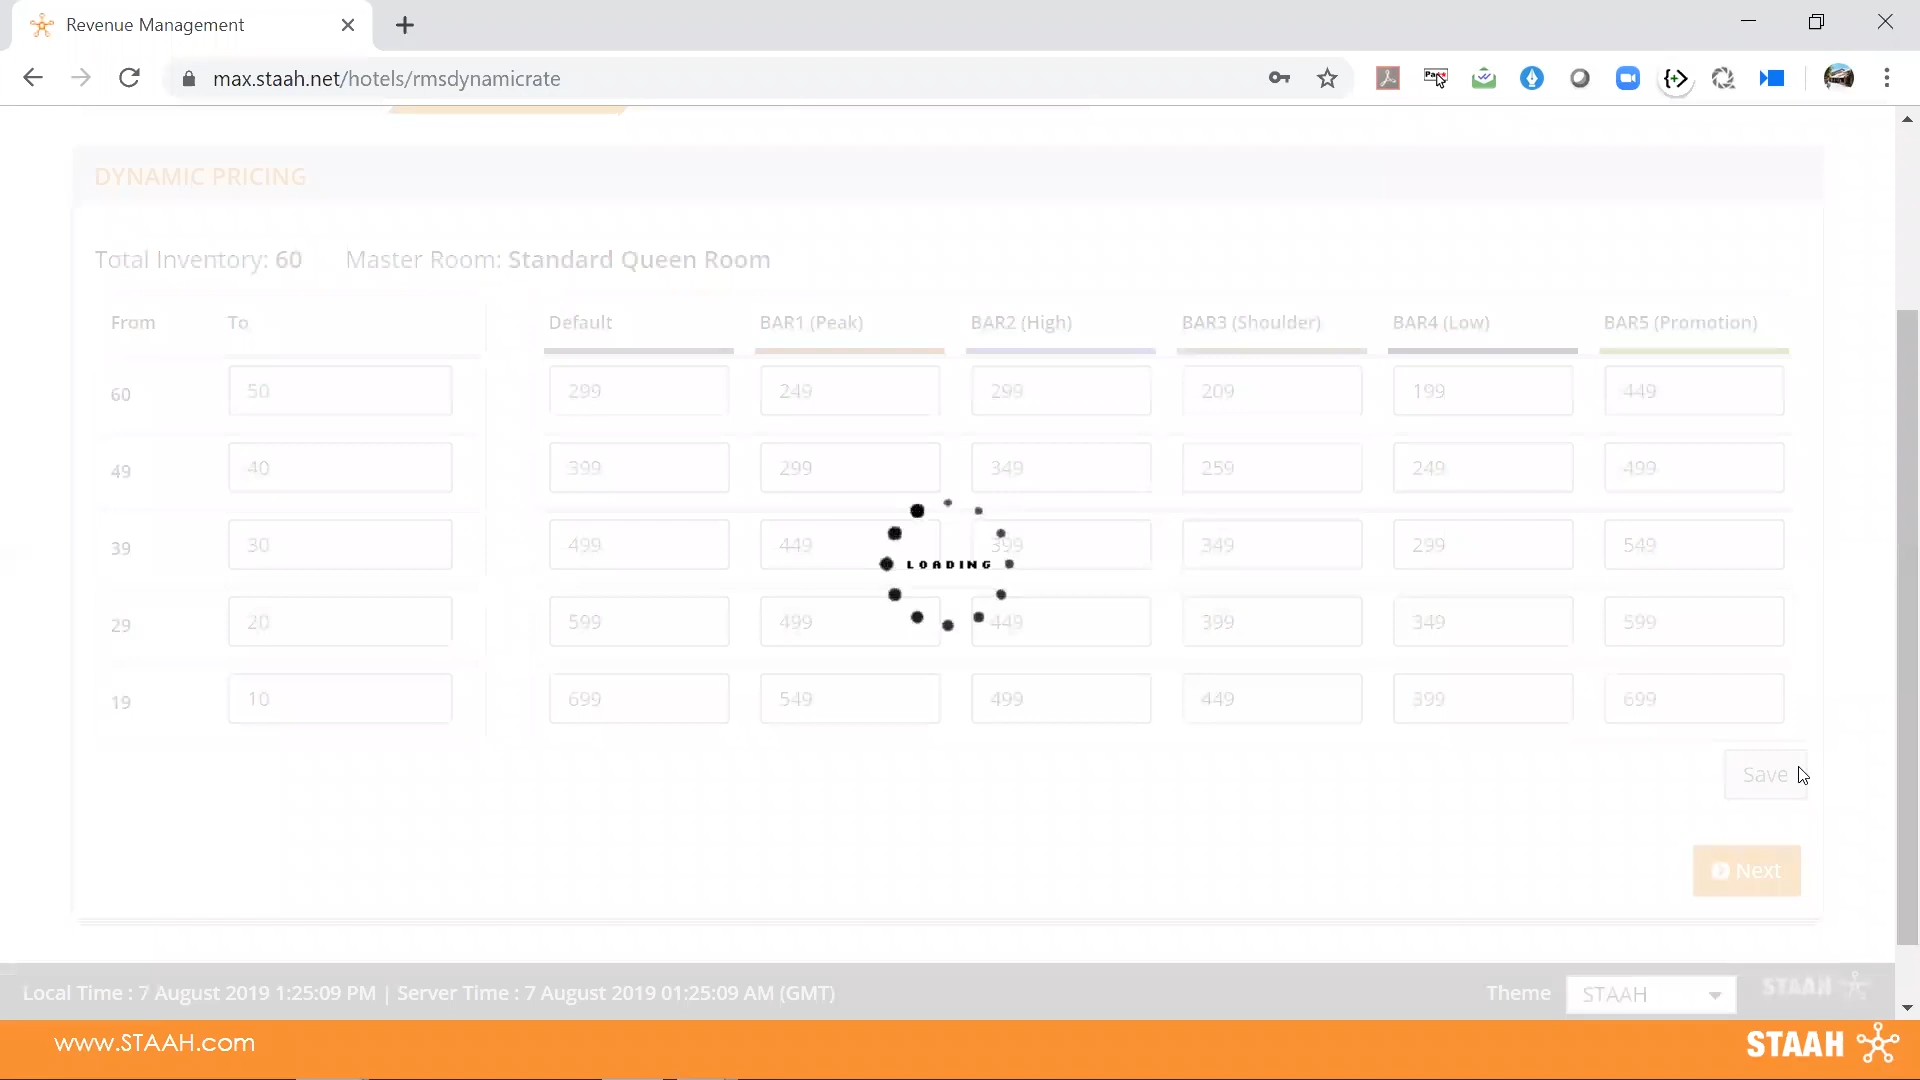 Revenue Management
max.staah.net/hotels/rmsdynamicrate
DYNAMIC PRICING
Total Inventory: 60 Master Room: Standard Queen Room
From To Default BAR1 (Peak) BAR2 (High) BAR3 (Shoulder) BAR4 (Low) BAR5 (Promotion)
60 50 299 249 299 209 199 449
49 40 399 299 349 259 249 499
39 30 499 449 399 349 299 549
LOADING
29 20 599 499 449 399 349 599
19 10 699 549 499 449 399 699
Save
Next
Local Time : 7 August 2019 1:25:09 PM | Server Time : 7 August 2019 01:25:09 AM (GMT)
Theme STAAH STAAH
www.STAAH.com
STAAH